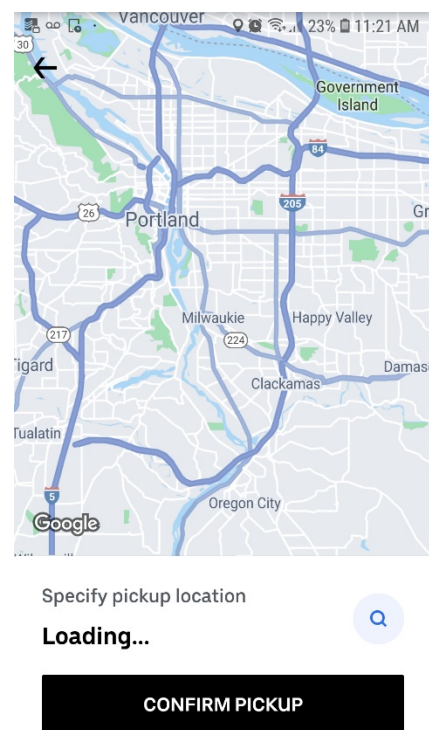 Vancouver
23% 11:21 AM
30
Government
Island
84
205
26
Portland
Gr
Milwaukie
Happy Valley
217
224
Tigard
Damas
Clackamas
Tualatin
5
Oregon City
Google
Specify pickup location
Loading...
CONFIRM PICKUP